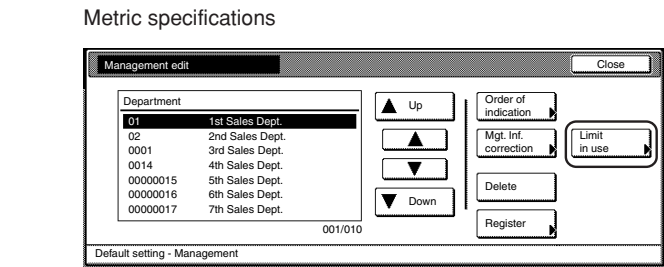 Metric specifications
Management edit
Close
Department
01 1st Sales Dept.
02 2nd Sales Dept.
0001 3rd Sales Dept.
0014 4th Sales Dept.
00000015 5th Sales Dept.
00000016 6th Sales Dept.
00000017 7th Sales Dept.
001/010
Up
Down
Order of
indication
Mgt. Inf.
correction
Delete
Register
Limit
in use
Default setting - Management